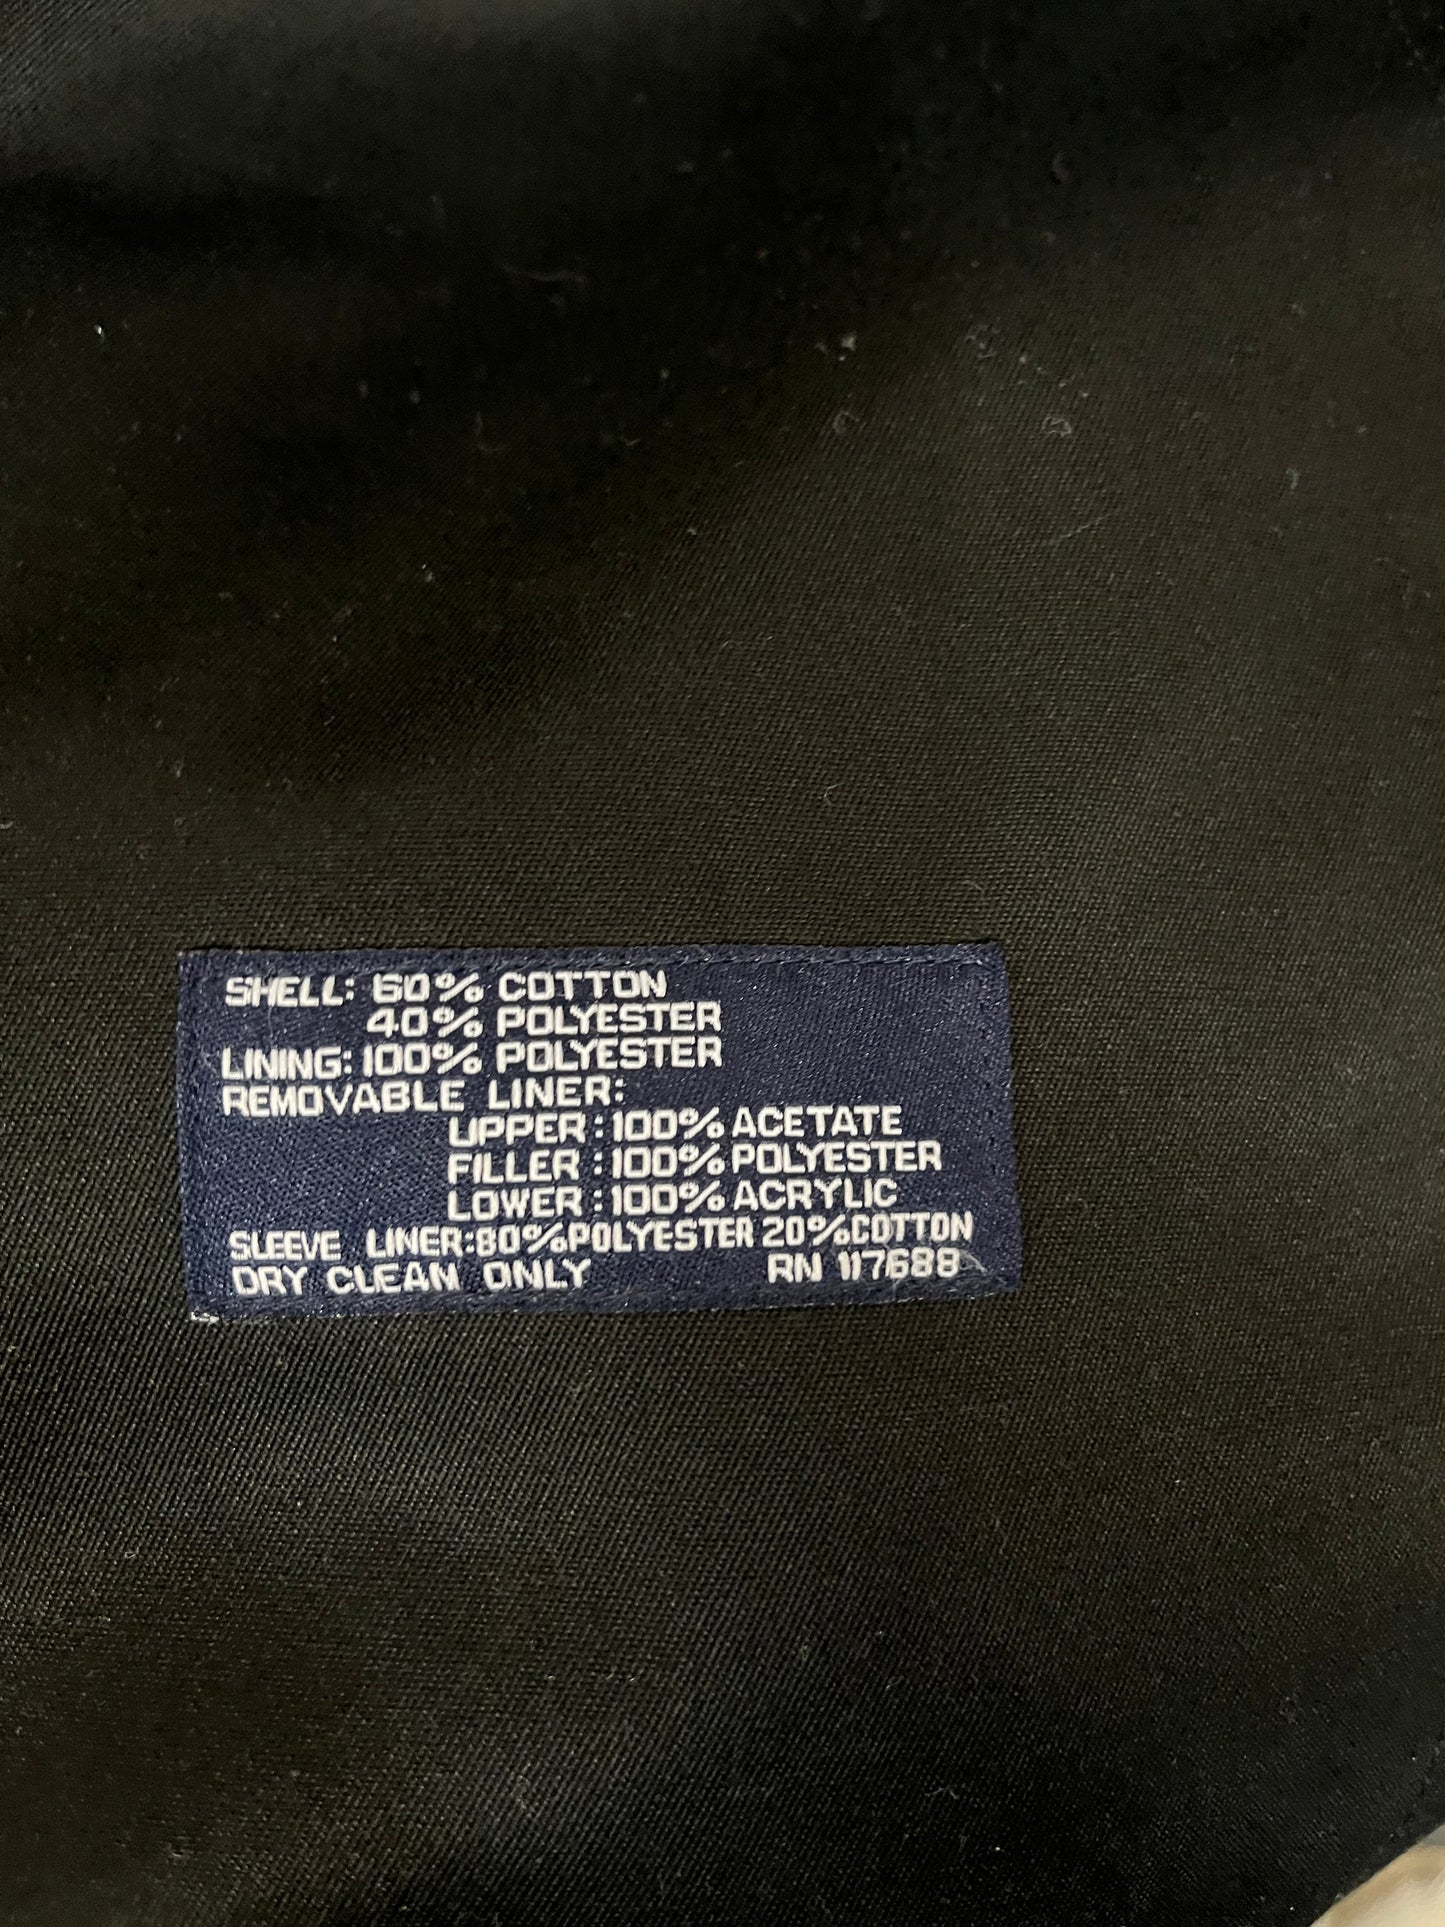 SHELL: 60% COTTON
40% POLYESTER
LINING: 100% POLYESTER
REMOVABLE LINER:
UPPER : 100% ACETATE
FILLER : 100% POLYESTER
LOWER : 100% ACRYLIC
SLEEVE LINER: 80% POLYESTER 20% COTTON
DRY CLEAN ONLY RN 117688